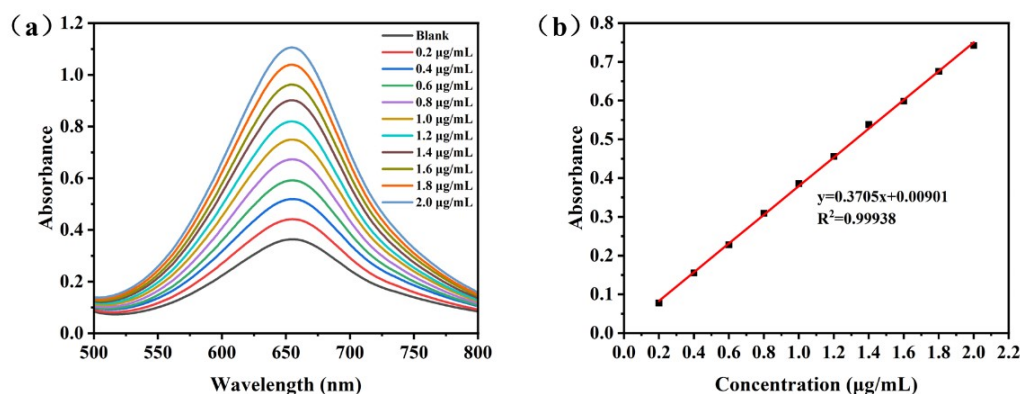 (a)
Absorbance
1.2
1.0
0.8
0.6
0.4
0.2
0.0
Blank
0.2 μg/mL
0.4 μg/mL
0.6 μg/mL
0.8 μg/mL
1.0 μg/mL
1.2 μg/mL
1.4 μg/mL
1.6 μg/mL
1.8 μg/mL
2.0 μg/mL
500 550 600 650 700 750 800
Wavelength (nm)
(b)
Absorbance
0.8
0.7
0.6
0.5
0.4
0.3
0.2
0.1
0.0
y=0.3705x+0.00901
R²=0.99938
0.0 0.2 0.4 0.6 0.8 1.0 1.2 1.4 1.6 1.8 2.0 2.2
Concentration (μg/mL)